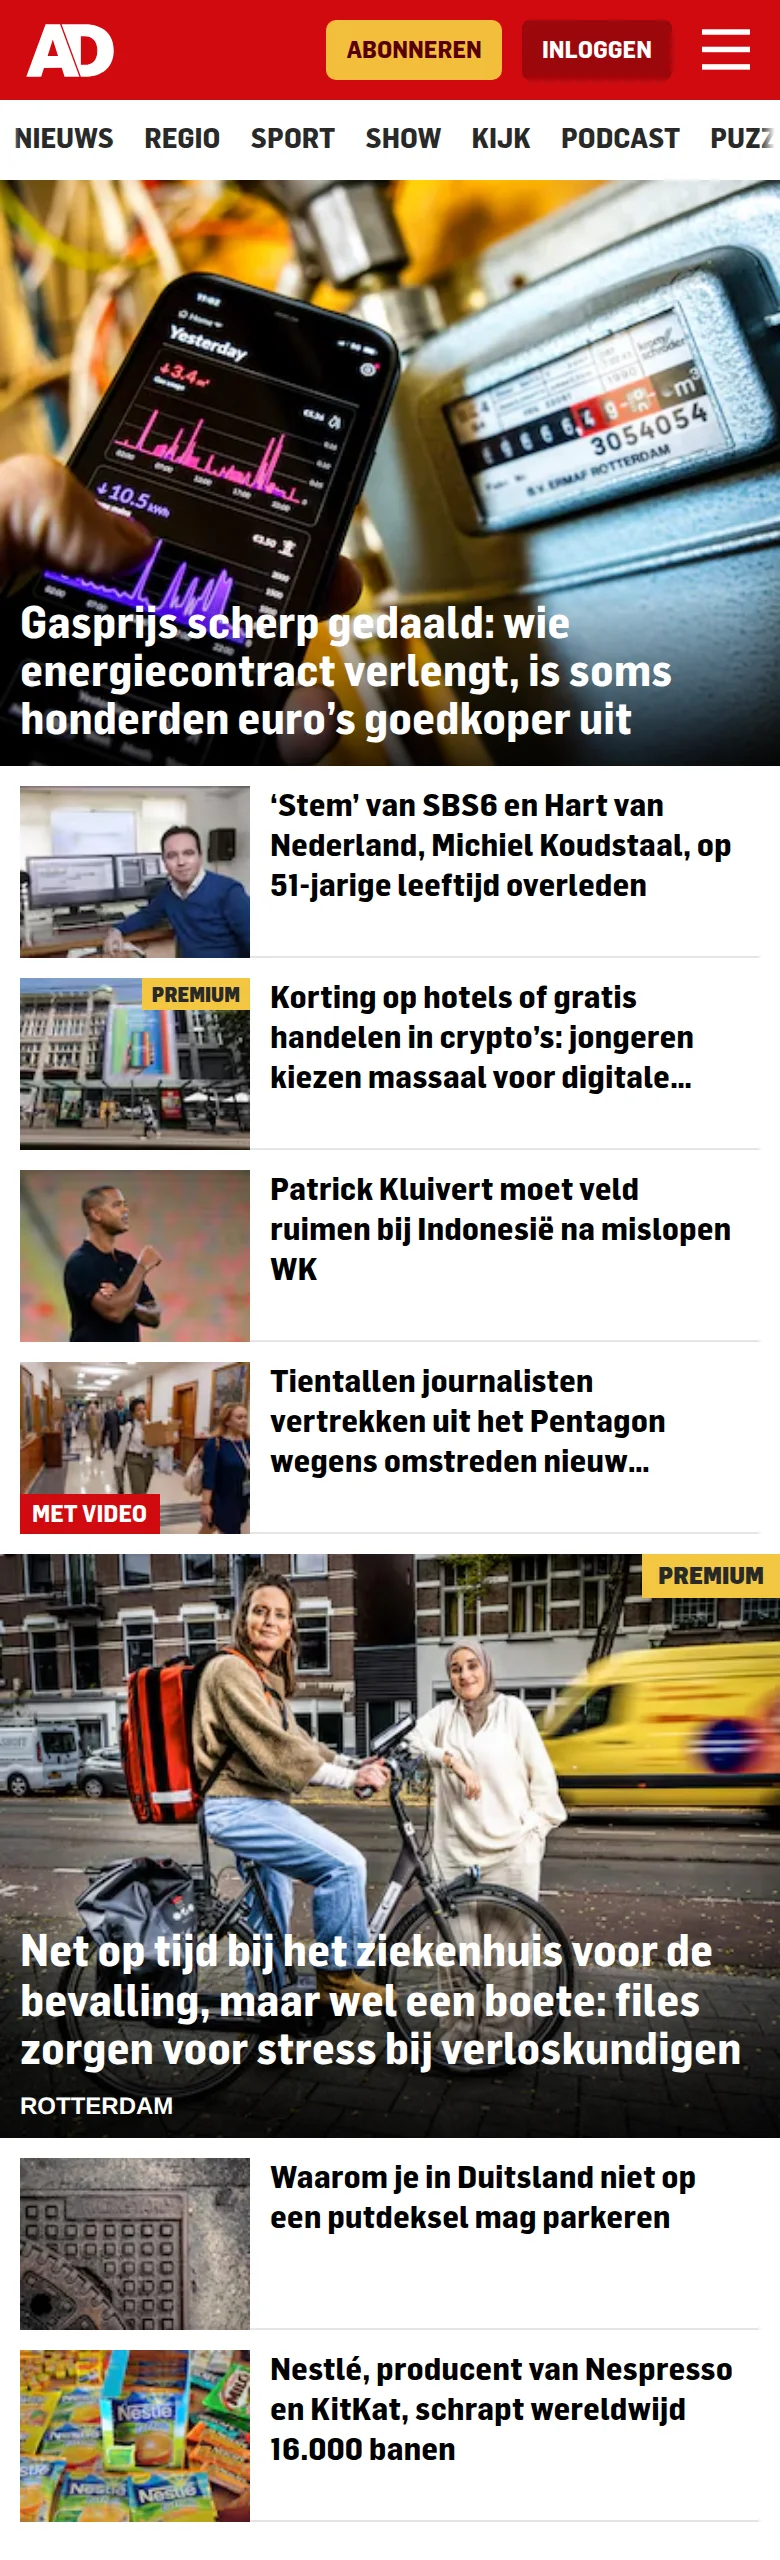 AD
ABONNEREN
INLOGGEN
NIEUWS REGIO SPORT SHOW KIJK PODCAST PUZZ
Yesterday
↓3.4 m³
↓10.5 kWh
m³
3054054
B.V. ERMAF ROTTERDAM
Gasprijs scherp gedaald: wie
energiecontract verlengt, is soms
honderden euro’s goedkoper uit
‘Stem’ van SBS6 en Hart van
Nederland, Michiel Koudstaal, op
51-jarige leeftijd overleden
PREMIUM
Korting op hotels of gratis
handelen in crypto’s: jongeren
kiezen massaal voor digitale...
Patrick Kluivert moet veld
ruimen bij Indonesië na mislopen
WK
Tientallen journalisten
vertrekken uit het Pentagon
wegens omstreden nieuw...
MET VIDEO
PREMIUM
Net op tijd bij het ziekenhuis voor de
bevalling, maar wel een boete: files
zorgen voor stress bij verloskundigen
ROTTERDAM
Waarom je in Duitsland niet op
een putdeksel mag parkeren
Nestlé, producent van Nespresso
en KitKat, schrapt wereldwijd
16.000 banen
Nestlé
Nestlé
Nestlé